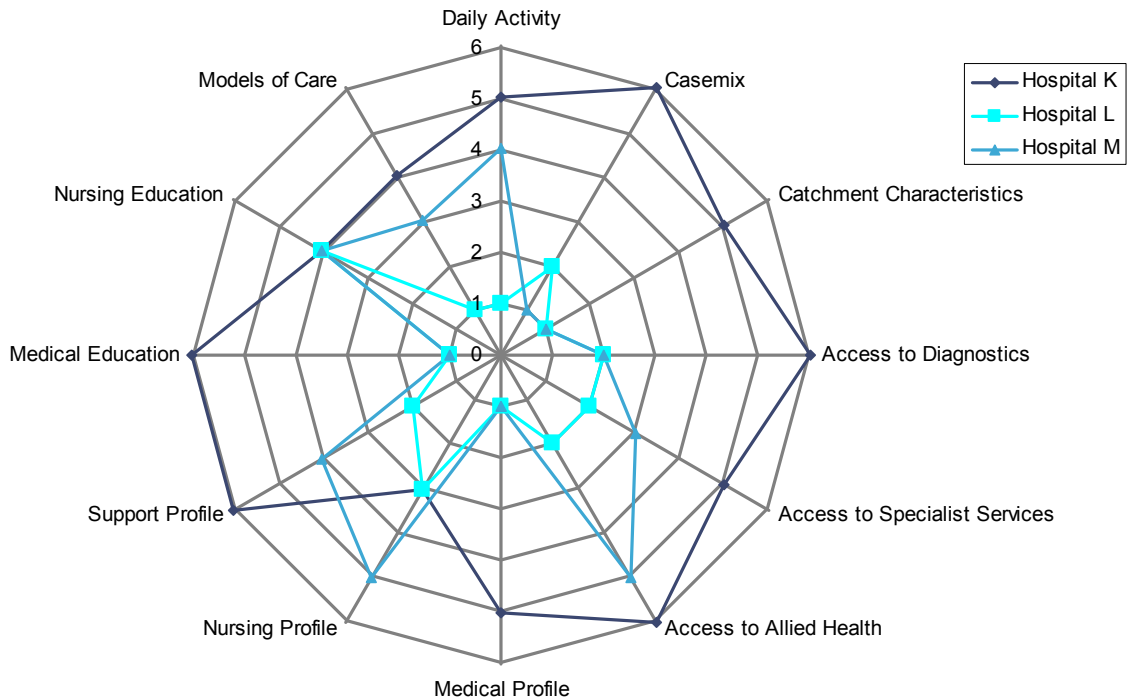 Daily Activity
6
Models of Care
Casemix
Hospital K
5
Hospital L
4
Hospital M
Nursing Education
3
Catchment Characteristics
2
1
Medical Education
0
Access to Diagnostics
Support Profile
Access to Specialist Services
Nursing Profile
Access to Allied Health
Medical Profile